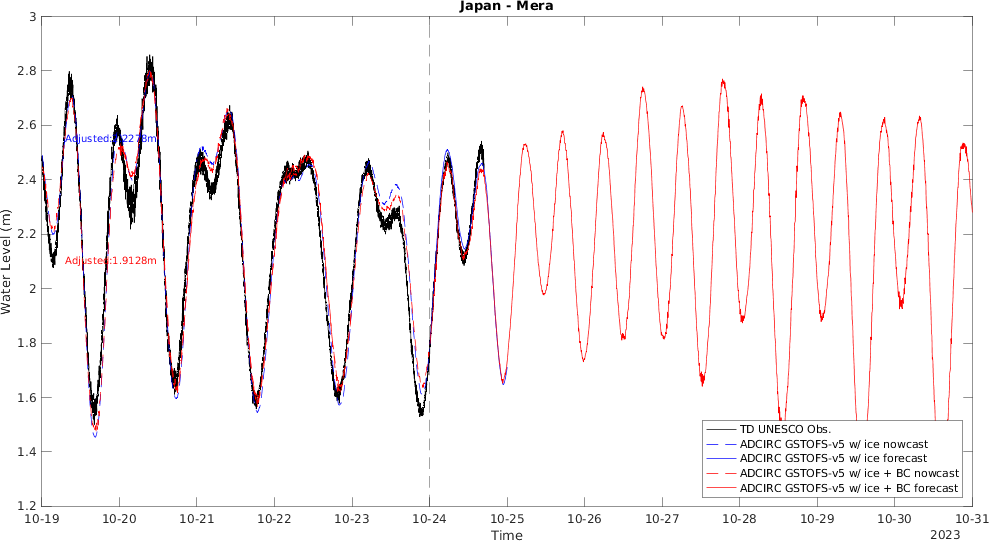 Japan - Mera
3
2.8
2.6
2.4
2.2
2
1.8
1.6
1.4
1.2
Water Level (m)
Adjusted:1.9128m
TD UNESCO Obs.
ADCIRC GSTOFS-v5 w/ ice nowcast
ADCIRC GSTOFS-v5 w/ ice forecast
ADCIRC GSTOFS-v5 w/ ice + BC nowcast
ADCIRC GSTOFS-v5 w/ ice + BC forecast
10-19 10-20 10-21 10-22 10-23 10-24 10-25 10-26 10-27 10-28 10-29 10-30 10-31
Time
2023